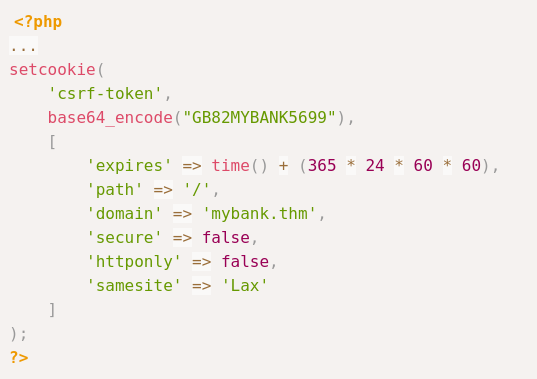 <?php
...
setcookie(
    'csrf-token',
    base64_encode("GB82MYBANK5699"),
    [
        'expires' => time() + (365 * 24 * 60 * 60),
        'path' => '/',
        'domain' => 'mybank.thm',
        'secure' => false,
        'httponly' => false,
        'samesite' => 'Lax'
    ]
);
?>